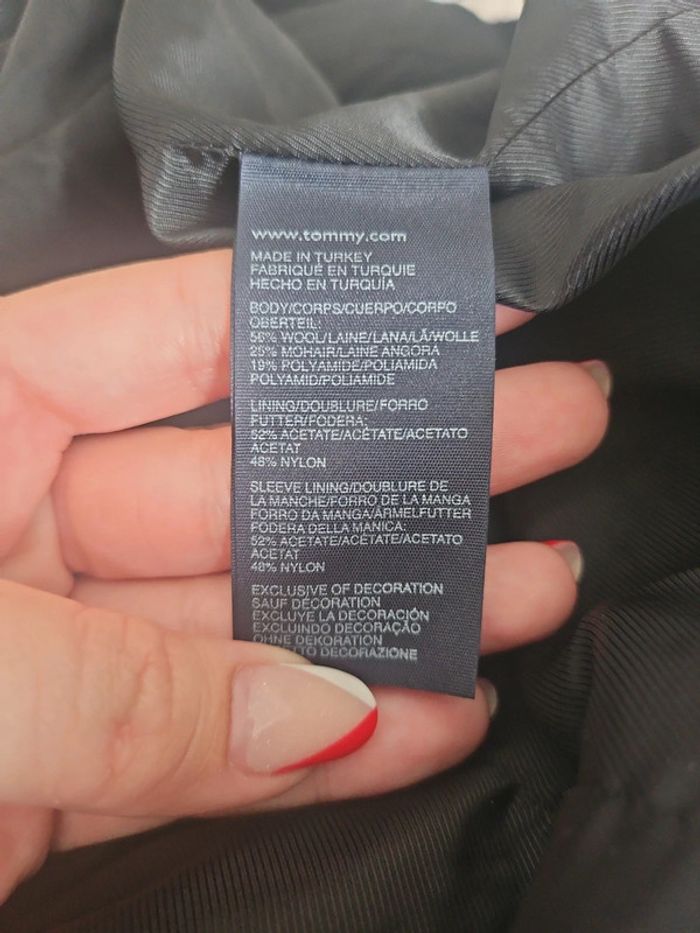 www.tommy.com
MADE IN TURKEY
FABRIQUÉ EN TURQUIE
HECHO EN TURQUÍA
BODY/CORPS/CUERPO/CORPO
OBERTEIL:
56% WOOL/LAINE/LANA/LÃ/WOLLE
25% MOHAIR/LAINE ANGORA
19% POLYAMIDE/POLIAMIDA
POLYAMID/POLIAMIDE
LINING/DOUBLURE/FORRO
FUTTER/FODERA:
52% ACETATE/ACÉTATE/ACETATO
ACETAT
48% NYLON
SLEEVE LINING/DOUBLURE DE
LA MANCHE/FORRO DE LA MANGA
FORRO DA MANGA/ÄRMELFUTTER
FODERA DELLA MANICA:
52% ACETATE/ACÉTATE/ACETATO
ACETAT
48% NYLON
EXCLUSIVE OF DECORATION
SAUF DÉCORATION
EXCLUYE LA DECORACIÓN
EXCLUINDO DECORAÇÃO
OHNE DEKORATION
DECORAZIONE